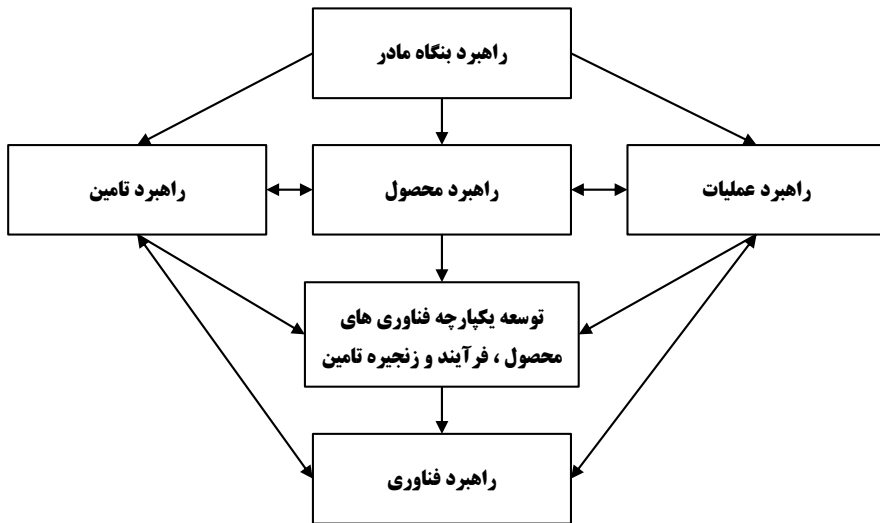 راهبرد بنگاه مادر
راهبرد عملیات
راهبرد محصول
راهبرد تامین
توسعه یکپارچه فناوری های
محصول ، فرآیند و زنجیره تامین
راهبرد فناوری